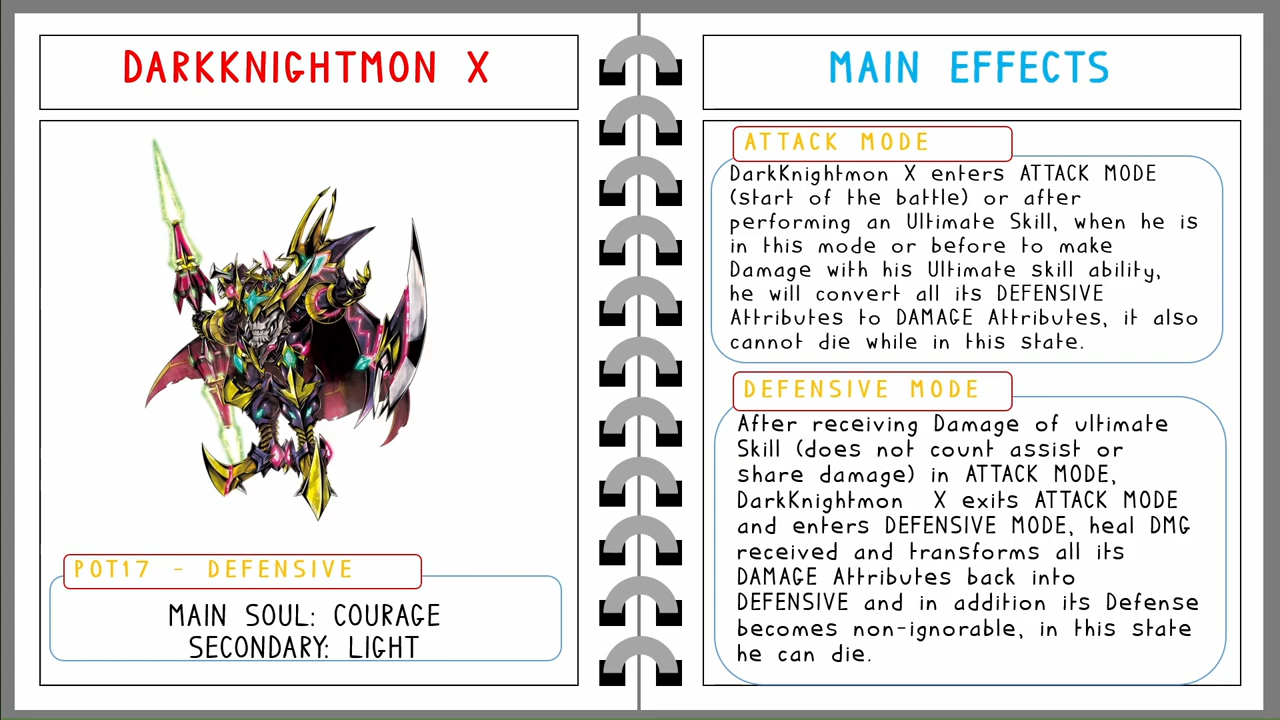 DARKKNIGHTMON X
POT17 - DEFENSIVE
MAIN SOUL: COURAGE
SECONDARY: LIGHT
MAIN EFFECTS
ATTACK MODE
DarkKnightmon X enters ATTACK MODE
(start of the battle) or after
performing an Ultimate Skill, when he is
in this mode or before to make
Damage with his Ultimate skill ability,
he will convert all its DEFENSIVE
Attributes to DAMAGE Attributes, it also
cannot die while in this state.
DEFENSIVE MODE
After receiving Damage of ultimate
Skill (does not count assist or
share damage) in ATTACK MODE,
DarkKnightmon X exits ATTACK MODE
and enters DEFENSIVE MODE, heal DMG
received and transforms all its
DAMAGE Attributes back into
DEFENSIVE and in addition its Defense
becomes non-ignorable, in this state
he can die.